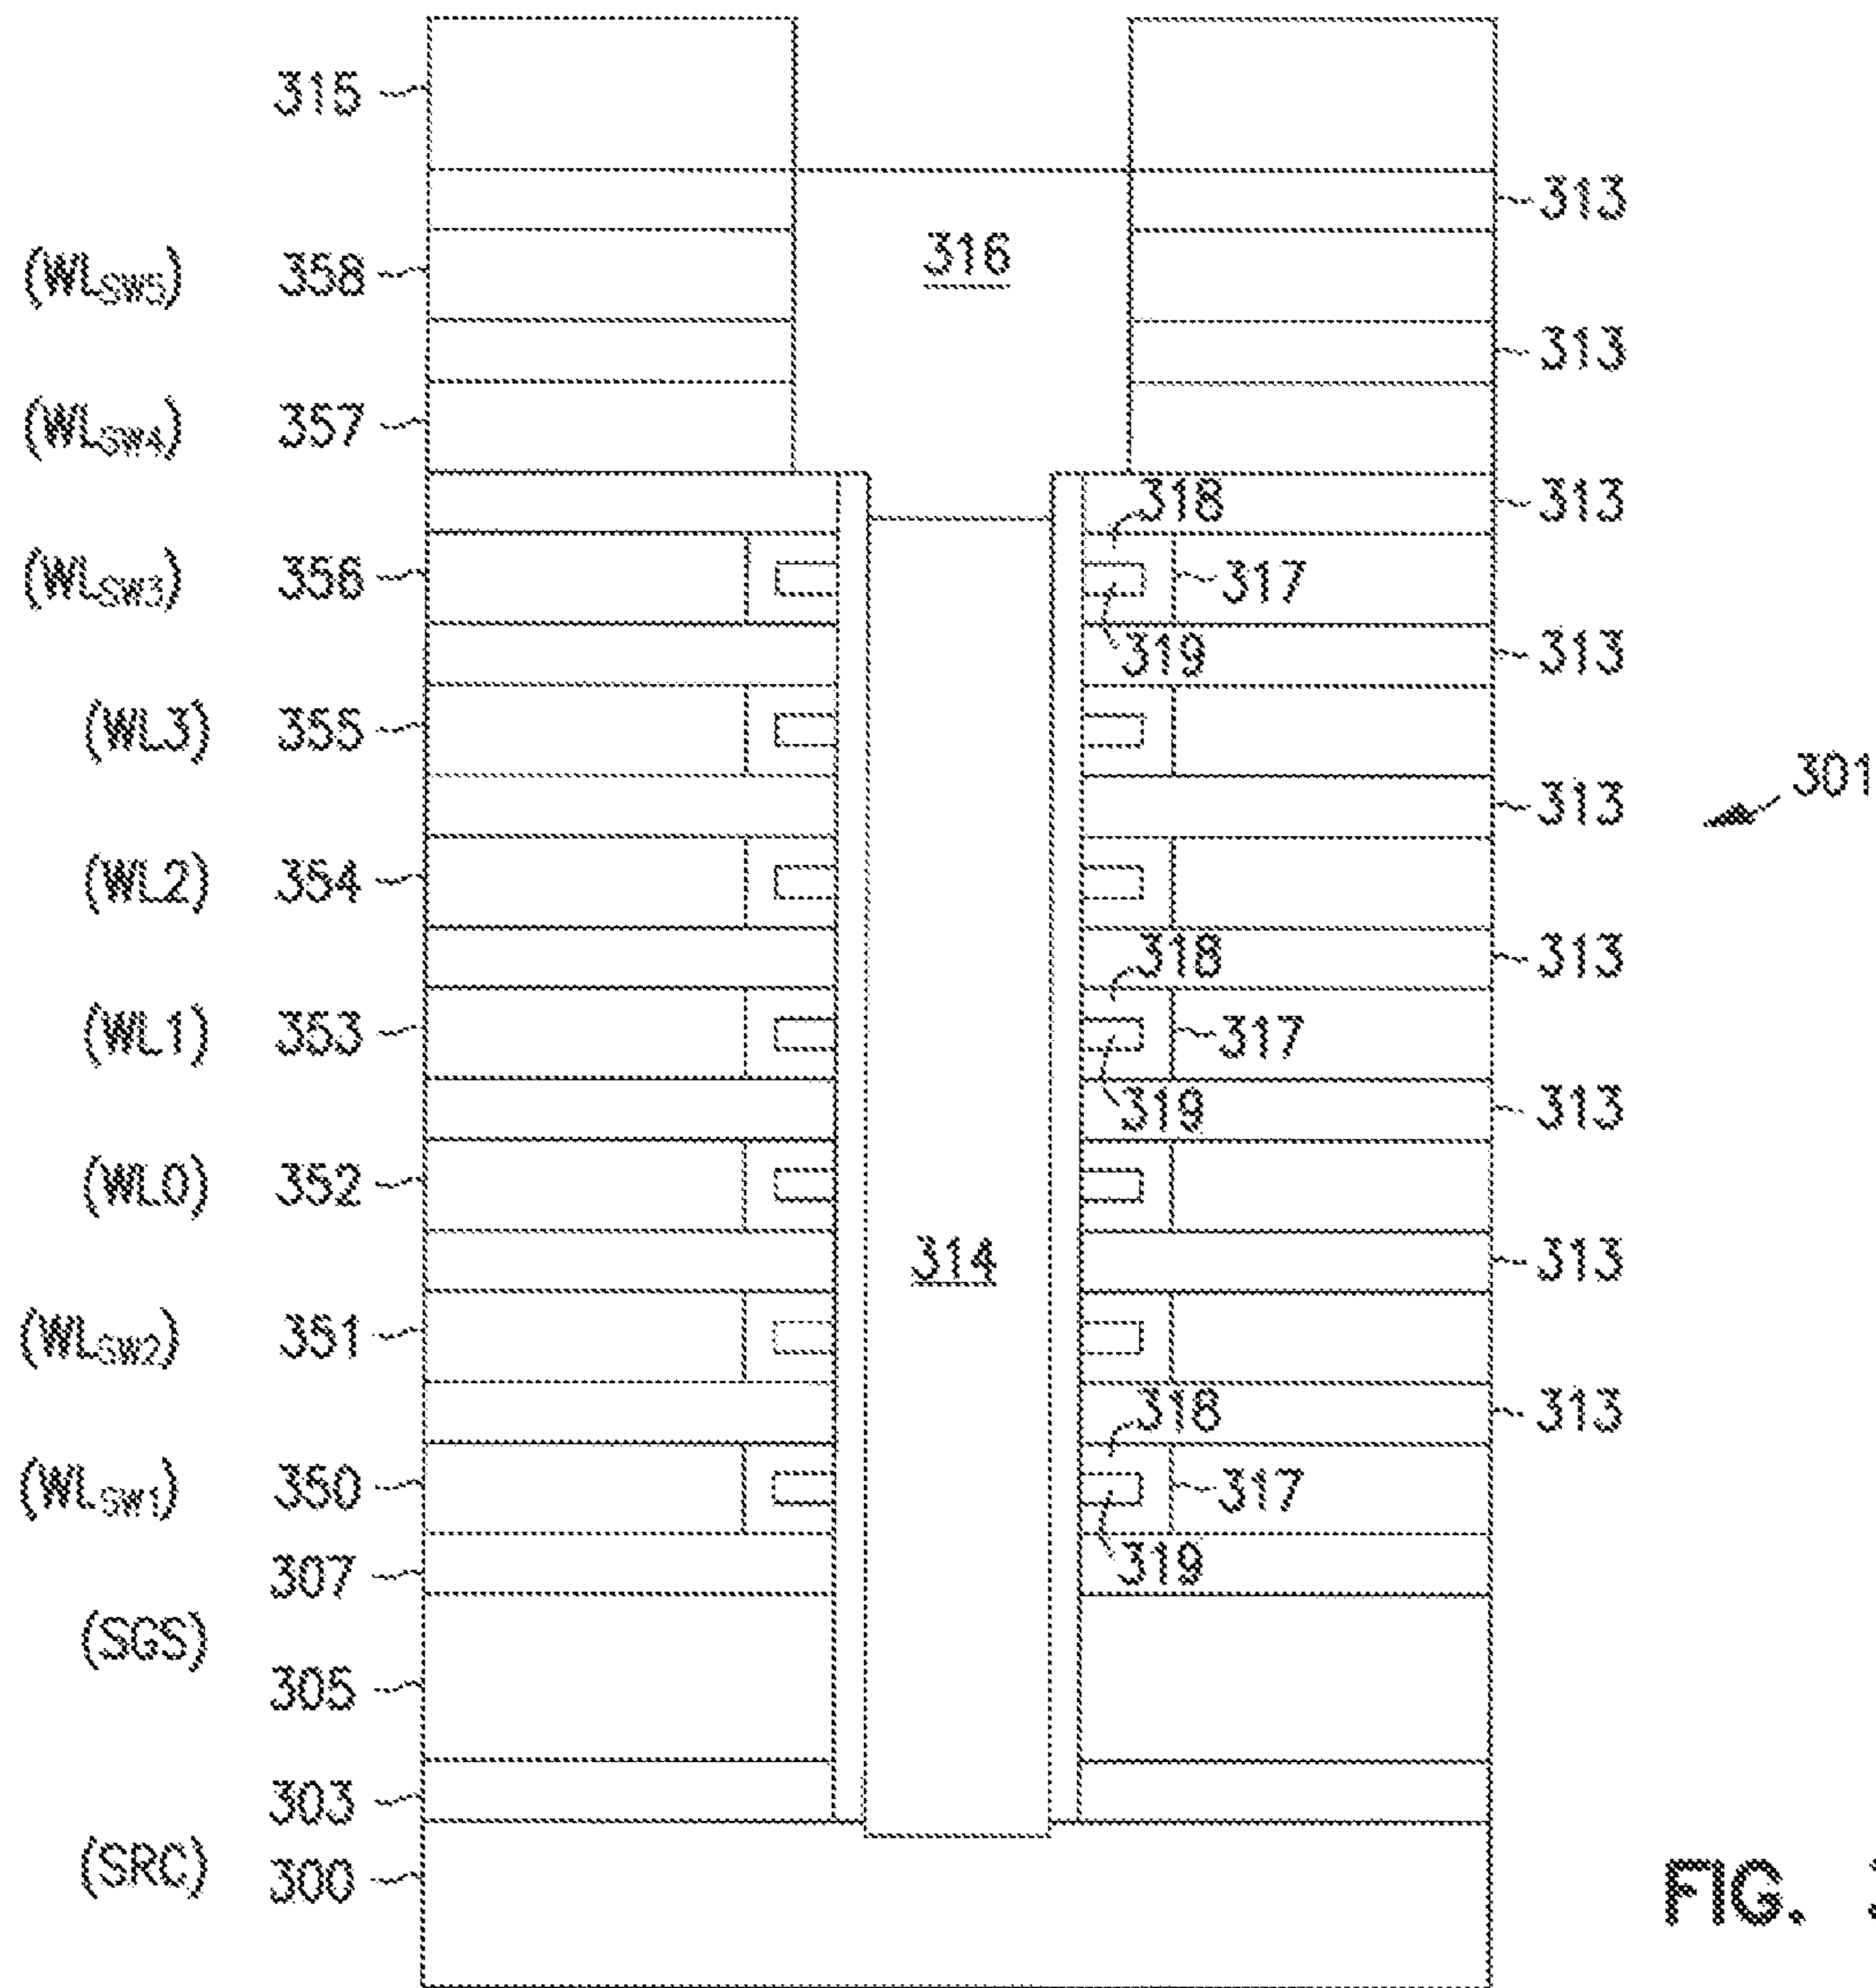 315
313
(WLSW5) 358 316
313
(WLSW4) 357
313
318
(WLSW3) 356 317
319 313
(WL3) 355
301
313
(WL2) 354
318 313
(WL1) 353 317
319 313
(WL0) 352
314 313
(WLSW2) 351
318 313
(WLSW1) 350 317
307 319
(SGS)
305
303
(SRC) 300
FIG.